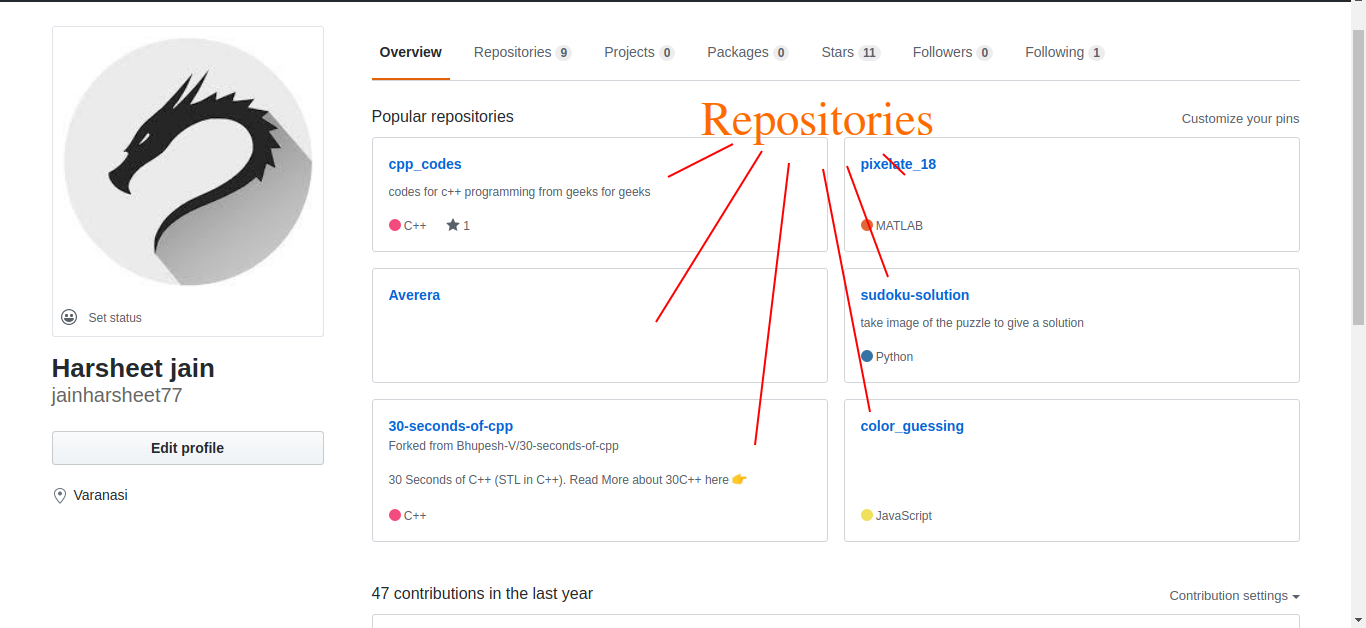 Overview Repositories 9 Projects 0 Packages 0 Stars 11 Followers 0 Following 1
Popular repositories
Repositories
Customize your pins
cpp_codes
codes for c++ programming from geeks for geeks
C++ 1
pixelate_18
MATLAB
Averera
sudoku-solution
take image of the puzzle to give a solution
Python
30-seconds-of-cpp
Forked from Bhupesh-V/30-seconds-of-cpp
30 Seconds of C++ (STL in C++). Read More about 30C++ here 👉
C++
color_guessing
JavaScript
47 contributions in the last year
Contribution settings
Set status
Harsheet jain
jainharsheet77
Edit profile
Varanasi